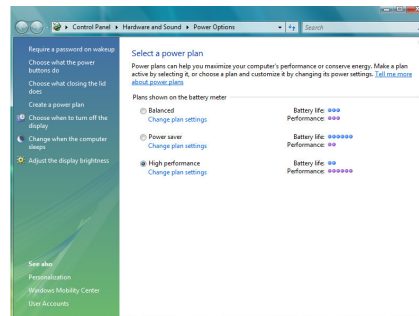 Control Panel ▸ Hardware and Sound ▸ Power Options
Search
Require a password on wakeup
Choose what the power
buttons do
Choose what closing the lid
does
Create a power plan
Choose when to turn off the
display
Change when the computer
sleeps
Adjust the display brightness
See also
Personalization
Windows Mobility Center
User Accounts
Select a power plan
Power plans can help you maximize your computer's performance or conserve energy. Make a plan
active by selecting it, or choose a plan and customize it by changing its power settings. Tell me more
about power plans
Plans shown on the battery meter
Balanced
Battery life:
Change plan settings
Performance:
Power saver
Battery life:
Change plan settings
Performance:
High performance
Battery life:
Change plan settings
Performance: